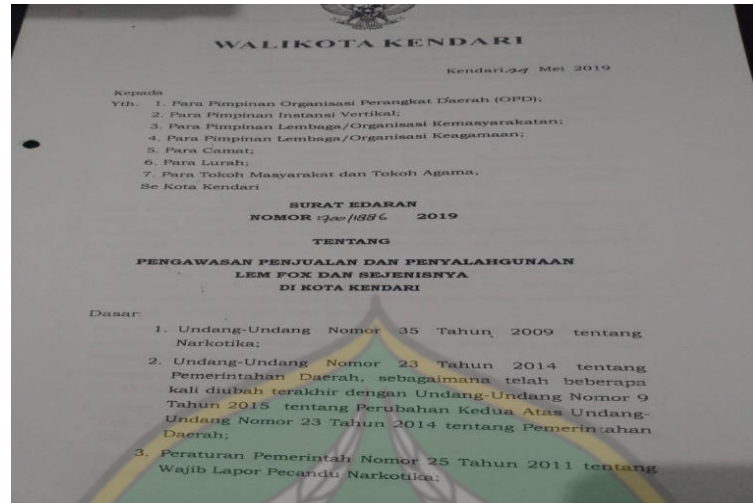 WALIKOTA KENDARI
Kendari, 29 Mei 2019
Kepada
Yth. 1. Para Pimpinan Organisasi Perangkat Daerah (OPD);
2. Para Pimpinan Instansi Vertikal;
3. Para Pimpinan Lembaga/Organisasi Kemasyarakatan;
4. Para Pimpinan Lembaga/Organisasi Keagamaan;
5. Para Camat;
6. Para Lurah;
7. Para Tokoh Masyarakat dan Tokoh Agama,
Se Kota Kendari
SURAT EDARAN
NOMOR : 700/1886 2019
TENTANG
PENGAWASAN PENJUALAN DAN PENYALAHGUNAAN
LEM FOX DAN SEJENISNYA
DI KOTA KENDARI
Dasar:
1. Undang-Undang Nomor 35 Tahun 2009 tentang
Narkotika;
2. Undang-Undang Nomor 23 Tahun 2014 tentang
Pemerintahan Daerah, sebagaimana telah beberapa
kali diubah terakhir dengan Undang-Undang Nomor 9
Tahun 2015 tentang Perubahan Kedua Atas Undang-
Undang Nomor 23 Tahun 2014 tentang Pemerintahan
Daerah;
3. Peraturan Pemerintah Nomor 25 Tahun 2011 tentang
Wajib Lapor Pecandu Narkotika;